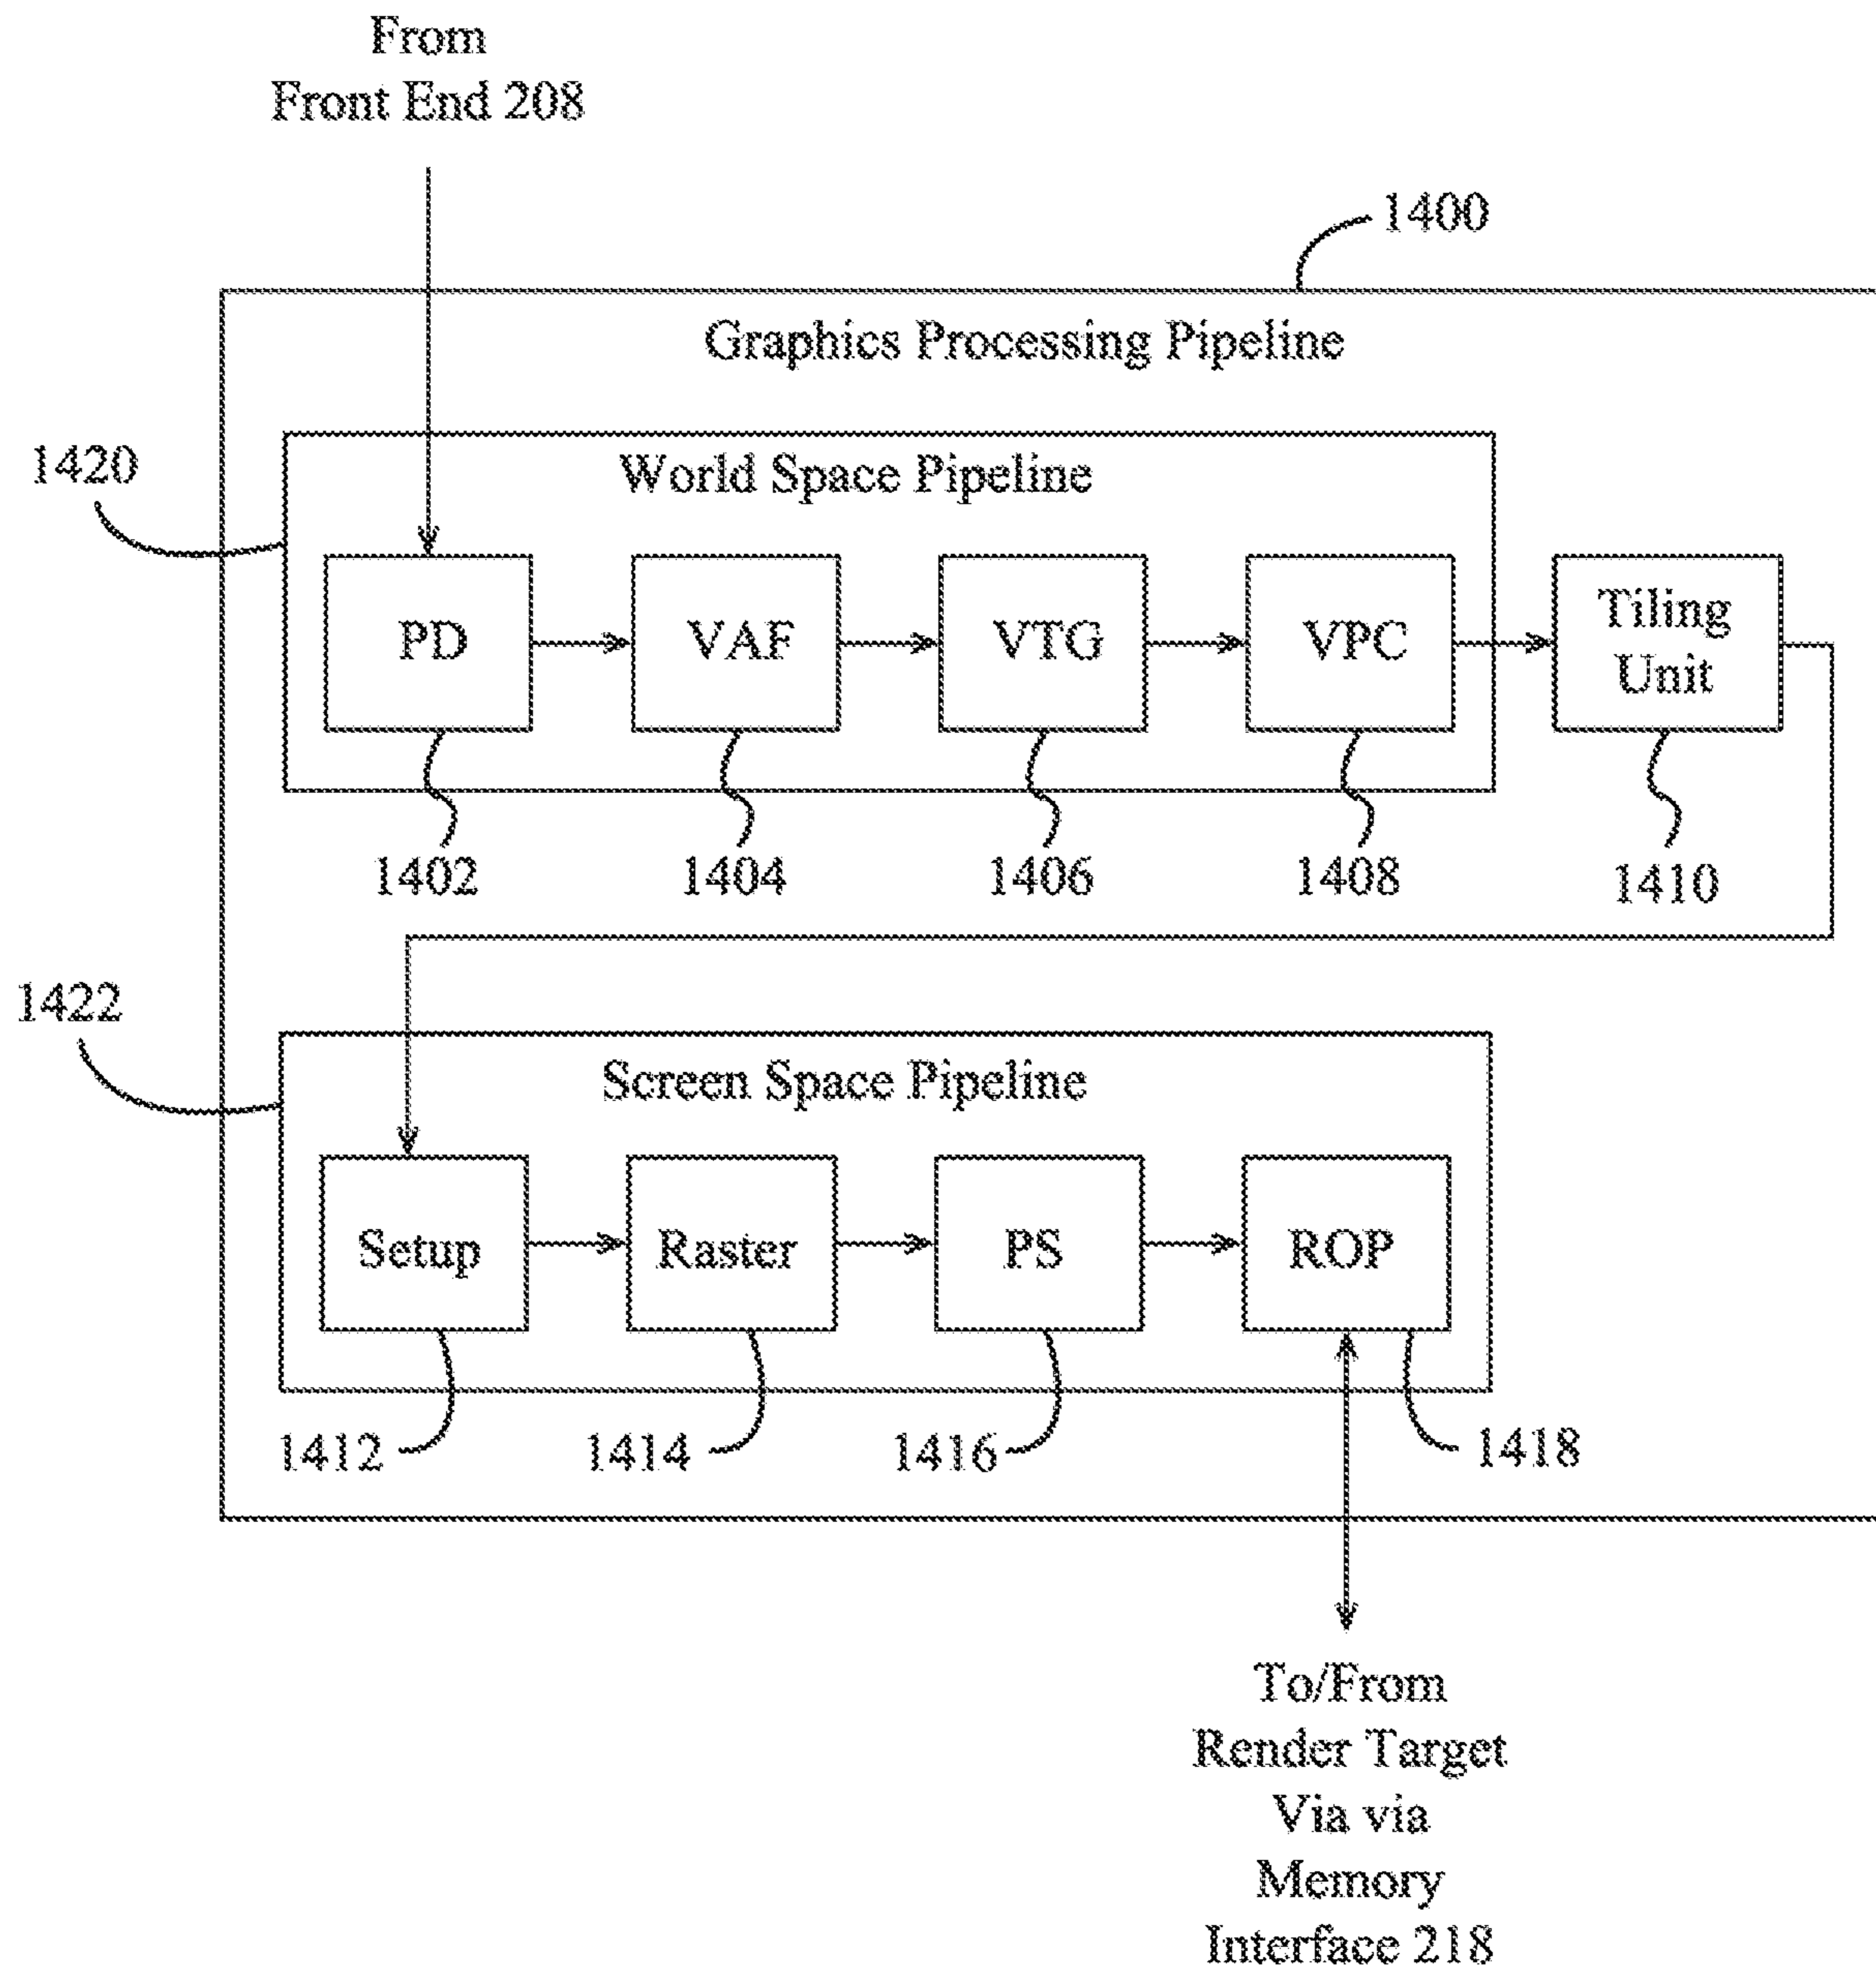 From
Front End 208
1400
Graphics Processing Pipeline
1420
World Space Pipeline
PD
VAF
VTG
VPC
Tiling
Unit
1402
1404
1406
1408
1410
1422
Screen Space Pipeline
Setup
Raster
PS
ROP
1412
1414
1416
1418
To/From
Render Target
Via via
Memory
Interface 218